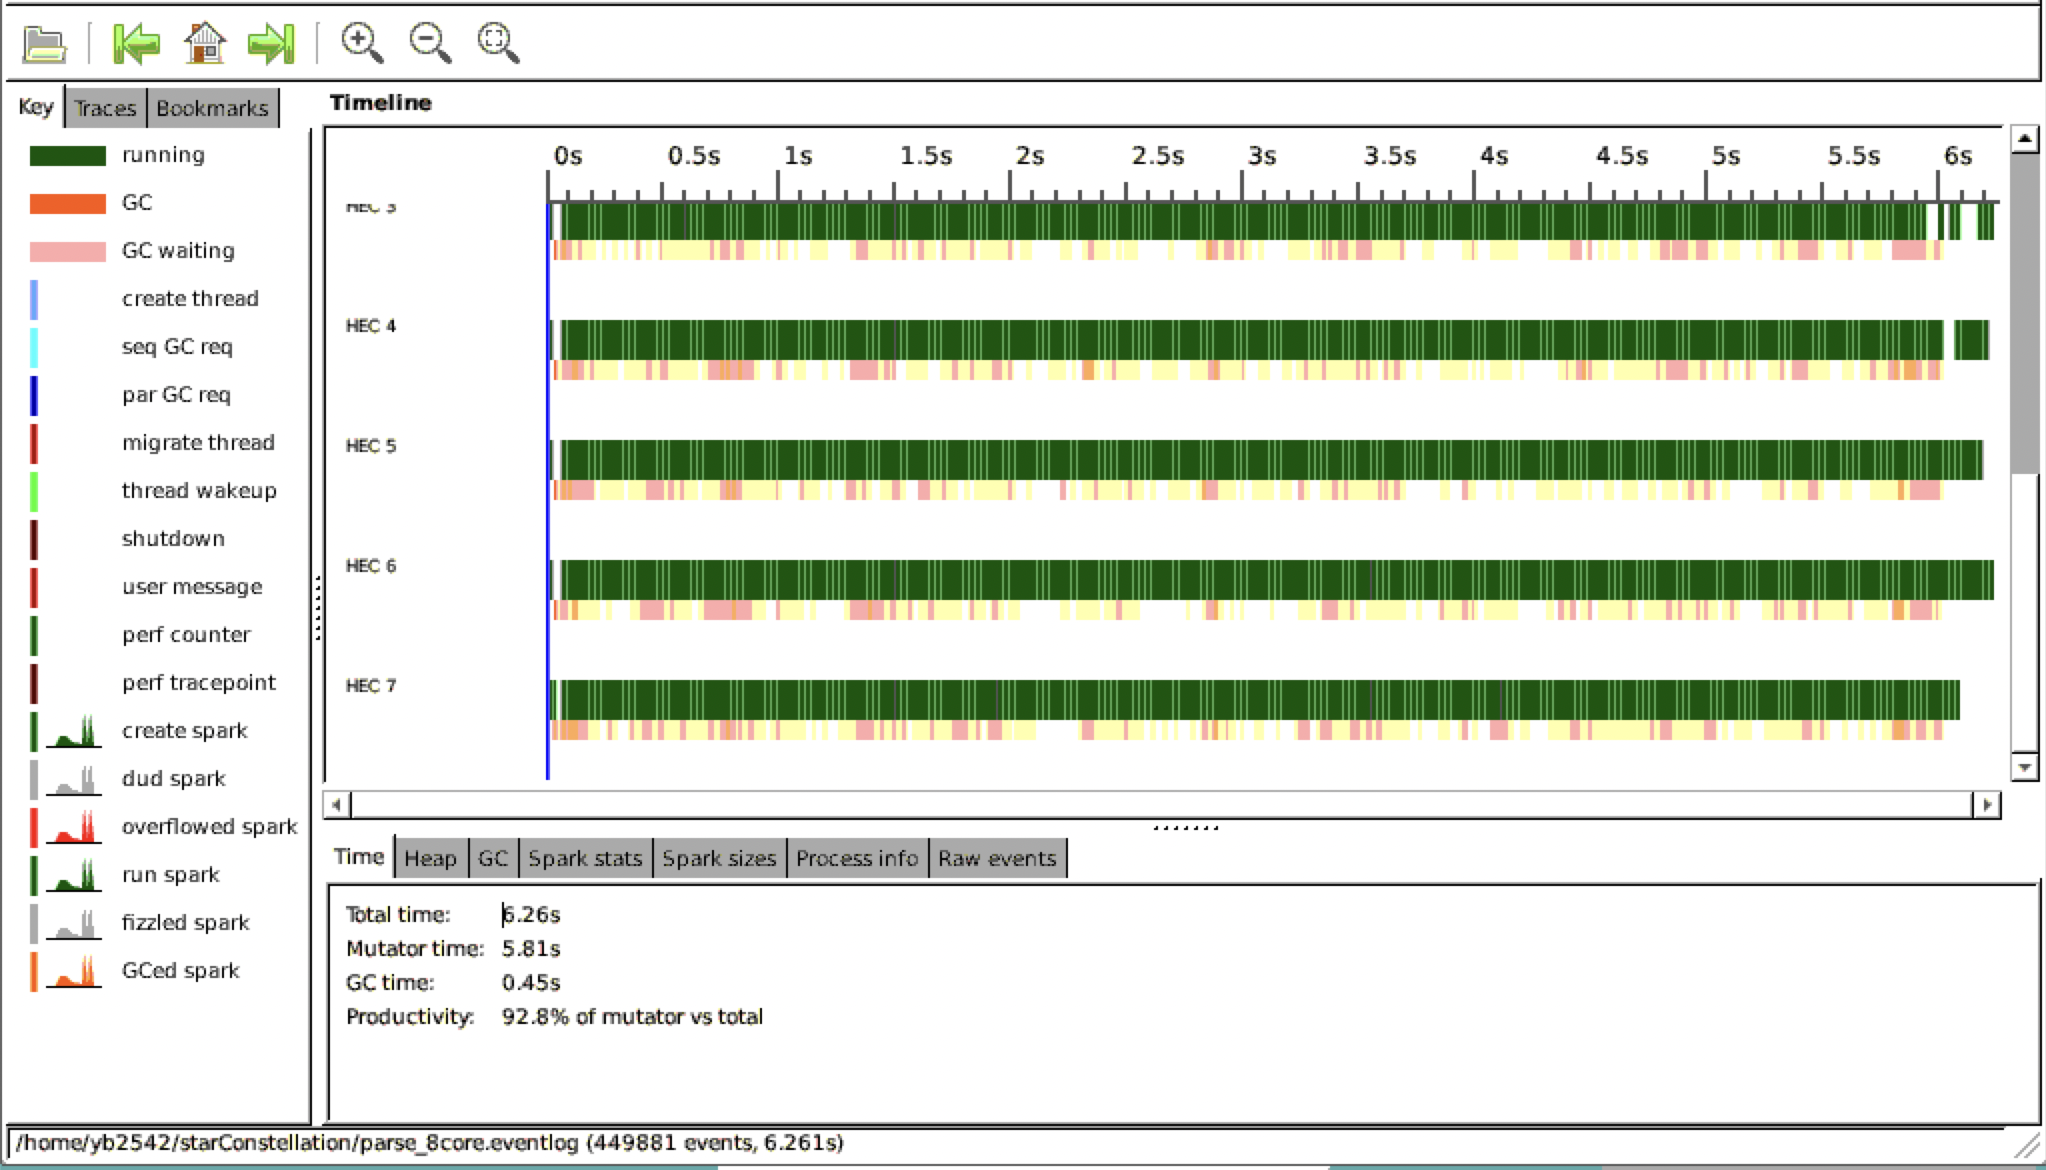 Key Traces Bookmarks
running
GC
GC waiting
create thread
seq GC req
par GC req
migrate thread
thread wakeup
shutdown
user message
perf counter
perf tracepoint
create spark
dud spark
overflowed spark
run spark
fizzled spark
GCed spark
Timeline
0s 0.5s 1s 1.5s 2s 2.5s 3s 3.5s 4s 4.5s 5s 5.5s 6s
HEC 3
HEC 4
HEC 5
HEC 6
HEC 7
Time Heap GC Spark stats Spark sizes Process info Raw events
Total time: 6.26s
Mutator time: 5.81s
GC time: 0.45s
Productivity: 92.8% of mutator vs total
/home/yb2542/starConstellation/parse_8core.eventlog (449881 events, 6.261s)